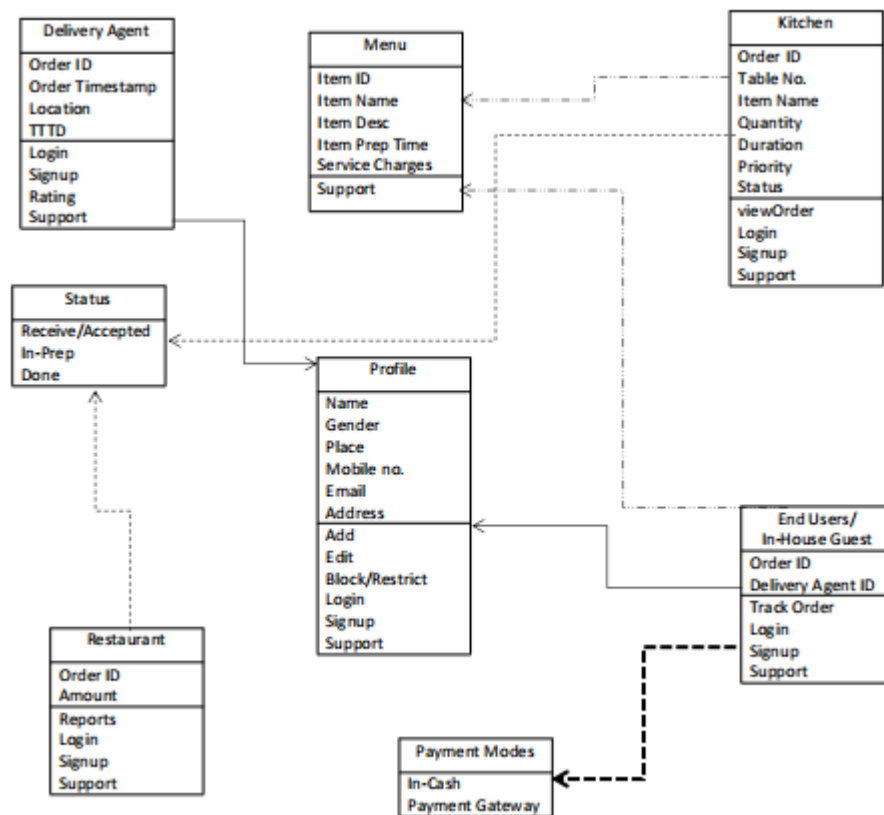 Delivery Agent
Order ID
Order Timestamp
Location
TTTD
Login
Signup
Rating
Support
Menu
Item ID
Item Name
Item Desc
Item Prep Time
Service Charges
Support
Kitchen
Order ID
Table No.
Item Name
Quantity
Duration
Priority
Status
viewOrder
Login
Signup
Support
Status
Receive/Accepted
In-Prep
Done
Profile
Name
Gender
Place
Mobile no.
Email
Address
Add
Edit
Block/Restrict
Login
Signup
Support
End Users/
In-House Guest
Order ID
Delivery Agent ID
Track Order
Login
Signup
Support
Restaurant
Order ID
Amount
Reports
Login
Signup
Support
Payment Modes
In-Cash
Payment Gateway